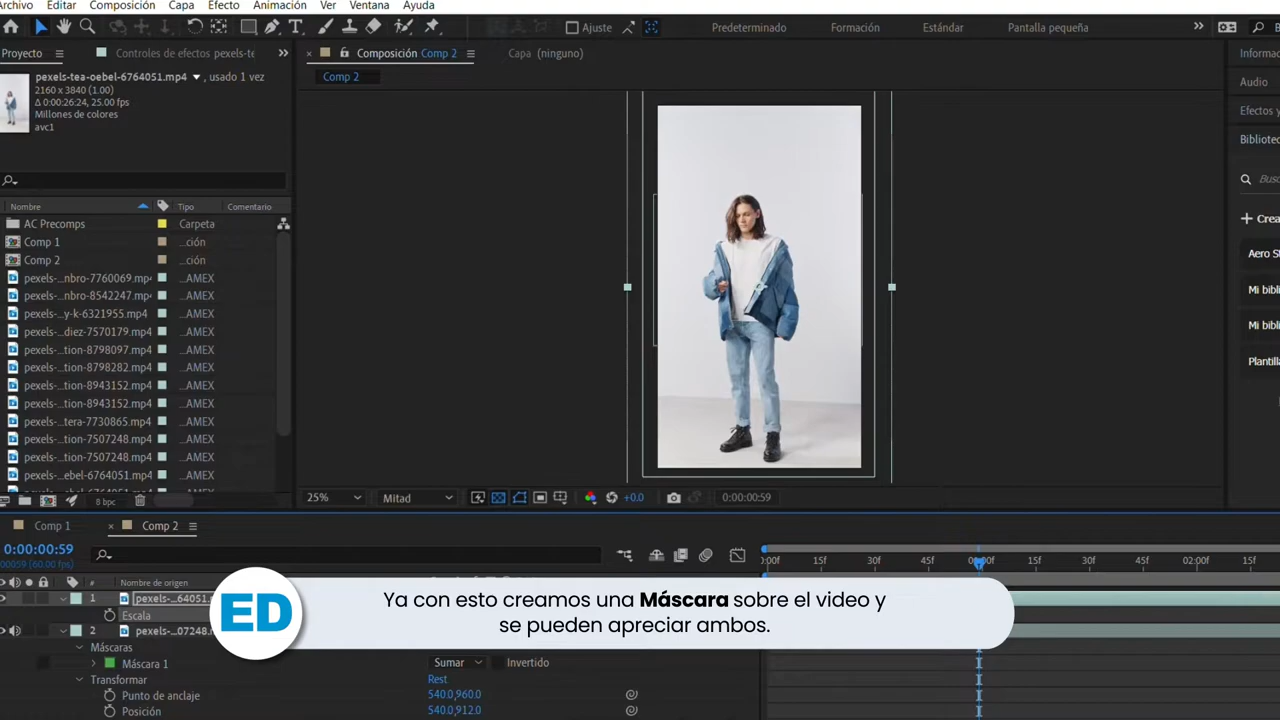 Archivo Editar Composición Capa Efecto Animación Ver Ventana Ayuda
Ajuste Predeterminado Formación Estándar Pantalla pequeña
Proyecto Controles de efectos pexels-te
Composición Comp 2 Capa (ninguno)
Comp 2
pexels-tea-oebel-6764051.mp4 , usado 1 vez
2160 x 3840 (1.00)
Δ 0:00:26:24, 25.00 fps
Millones de colores
avc1
Nombre Tipo Comentario
AC Precomps Carpeta
Comp 1 ...ción
Comp 2 ...ción
pexels-...nbro-7760069.mp4 ...AMEX
pexels-...nbro-8542247.mp4 ...AMEX
pexels-...y-k-6321955.mp4 ...AMEX
pexels-...diez-7570179.mp4 ...AMEX
pexels-...tion-8798097.mp4 ...AMEX
pexels-...tion-8798282.mp4 ...AMEX
pexels-...tion-8943152.mp4 ...AMEX
pexels-...tion-8943152.mp4 ...AMEX
pexels-...tera-7730865.mp4 ...AMEX
pexels-...tion-7507248.mp4 ...AMEX
pexels-...tion-7507248.mp4 ...AMEX
pexels-...ebel-6764051.mp4 ...AMEX
8 bpc
25% Mitad +0.0 0:00:00:59
Informac
Audio
Efectos y
Bibliotec
Busc
Crea
Aero St
Mi bibli
Mi bibli
Plantilla
Comp 1 Comp 2
0:00:00:59
00059 (60.00 fps)
:00f 15f 30f 45f 00f 15f 30f 45f 02:00f 15f
# Nombre de origen
1 pexels-...64051.m
Escala
2 pexels-...07248.m
Máscaras
Máscara 1 Sumar Invertido
Transformar Rest
Punto de anclaje 540.0,960.0
Posición 540.0,912.0
ED
Ya con esto creamos una Máscara sobre el video y
se pueden apreciar ambos.